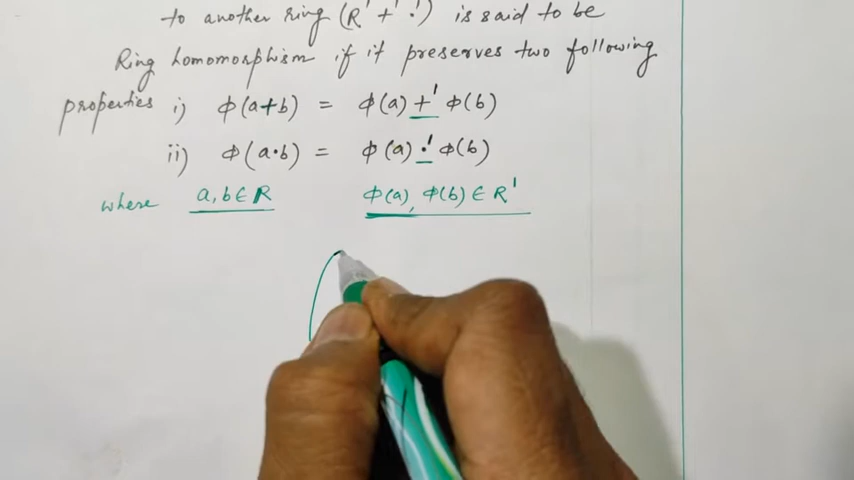 to another ring (R' +' .') is said to be
Ring homomorphism if it preserves two following
properties i) Φ(a+b) = Φ(a) +' Φ(b)
ii) Φ(a·b) = Φ(a) ·' Φ(b)
where a, b ∈ R Φ(a), Φ(b) ∈ R'